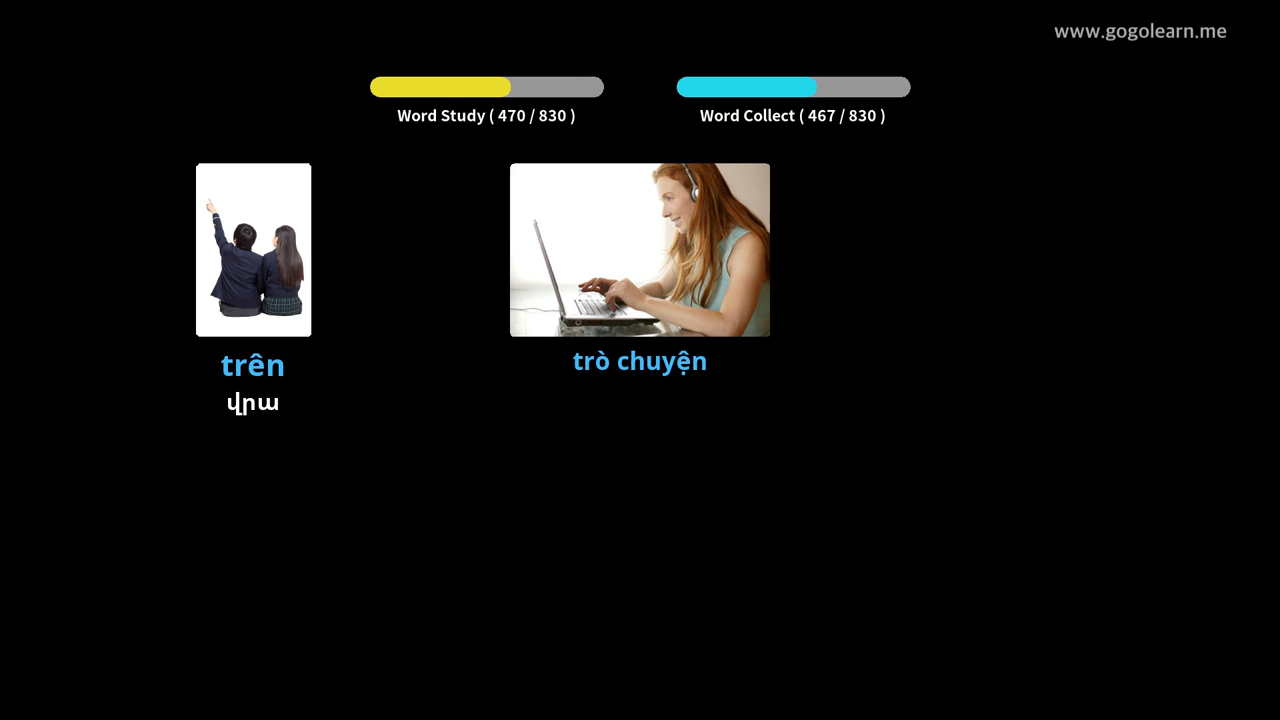 www.gogolearn.me
Word Study ( 470 / 830 )
Word Collect ( 467 / 830 )
trên
վրա
trò chuyện